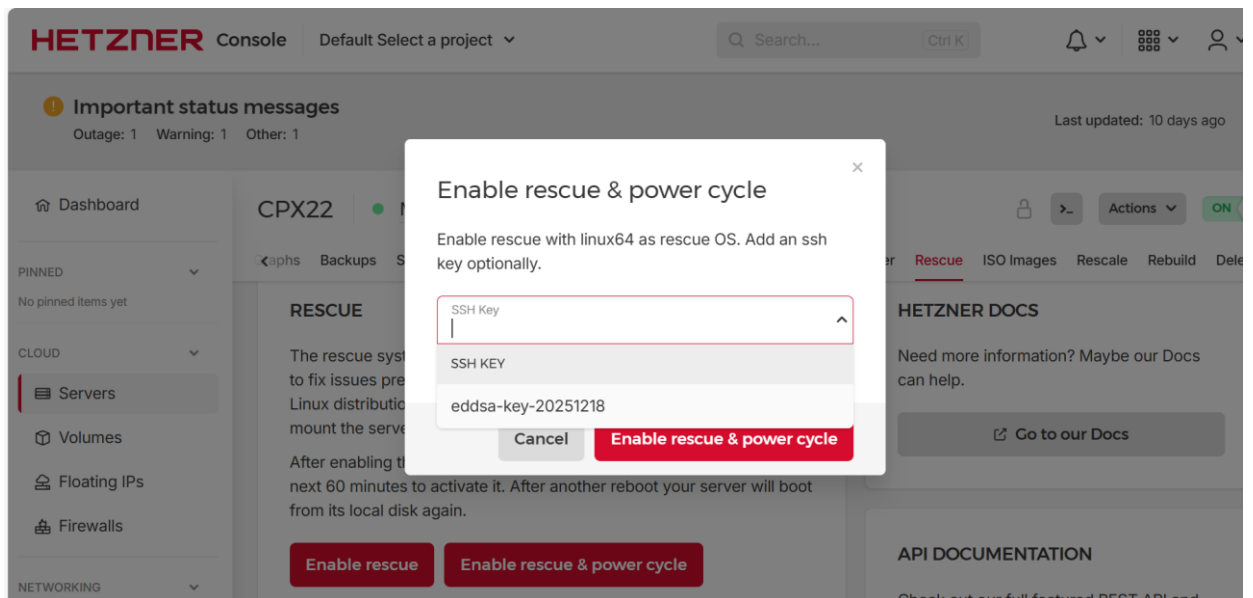 HETZNER Console Default Select a project Search... Ctrl K
Important status messages
Outage: 1 Warning: 1 Other: 1
Last updated: 10 days ago
Dashboard
PINNED
No pinned items yet
CLOUD
Servers
Volumes
Floating IPs
Firewalls
NETWORKING
CPX22
Actions
ON
Backups
Rescue ISO Images Rescale Rebuild
RESCUE
The rescue
to fix issues
Linux
mount the
After enabling
next 60 minutes to activate it. After another reboot your server will boot
from its local disk again.
Enable rescue Enable rescue & power cycle
Enable rescue & power cycle
Enable rescue with linux64 as rescue OS. Add an ssh
key optionally.
SSH Key
SSH KEY
eddsa-key-20251218
Cancel Enable rescue & power cycle
HETZNER DOCS
Need more information? Maybe our Docs
can help.
Go to our Docs
API DOCUMENTATION